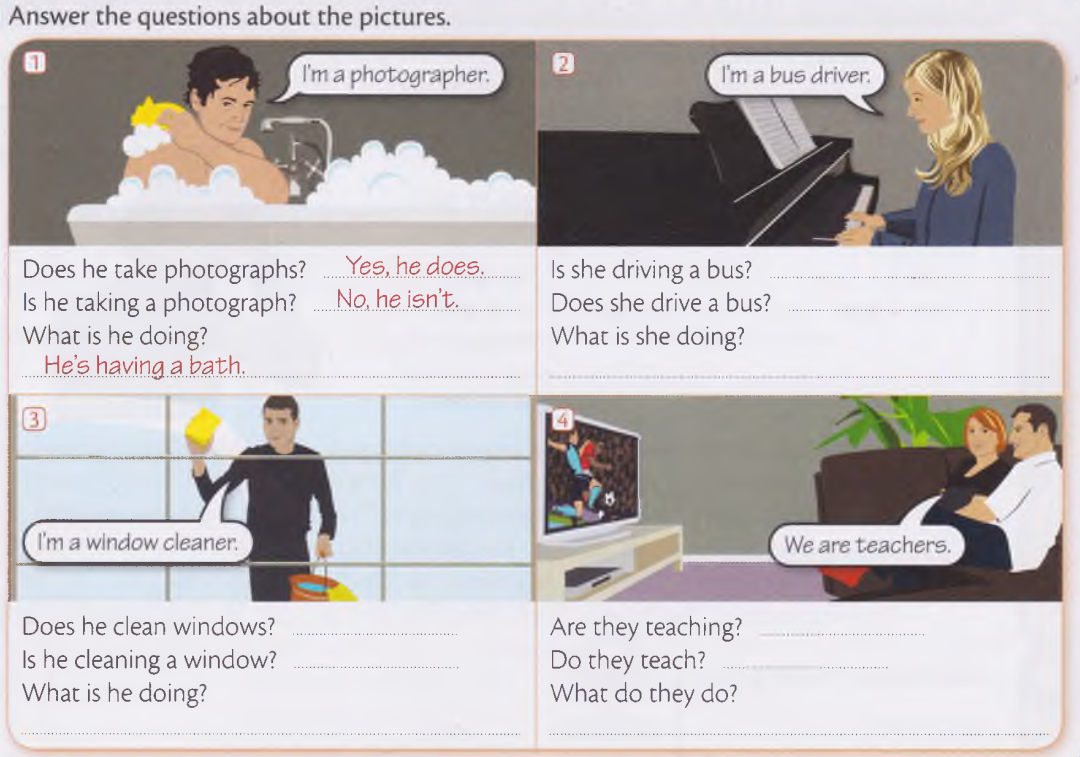 Answer the questions about the pictures.
1
I'm a photographer.
Does he take photographs? Yes, he does.
Is he taking a photograph? No, he isn't.
What is he doing?
He's having a bath.
2
I'm a bus driver.
Is she driving a bus?
Does she drive a bus?
What is she doing?
3
I'm a window cleaner.
Does he clean windows?
Is he cleaning a window?
What is he doing?
4
We are teachers.
Are they teaching?
Do they teach?
What do they do?